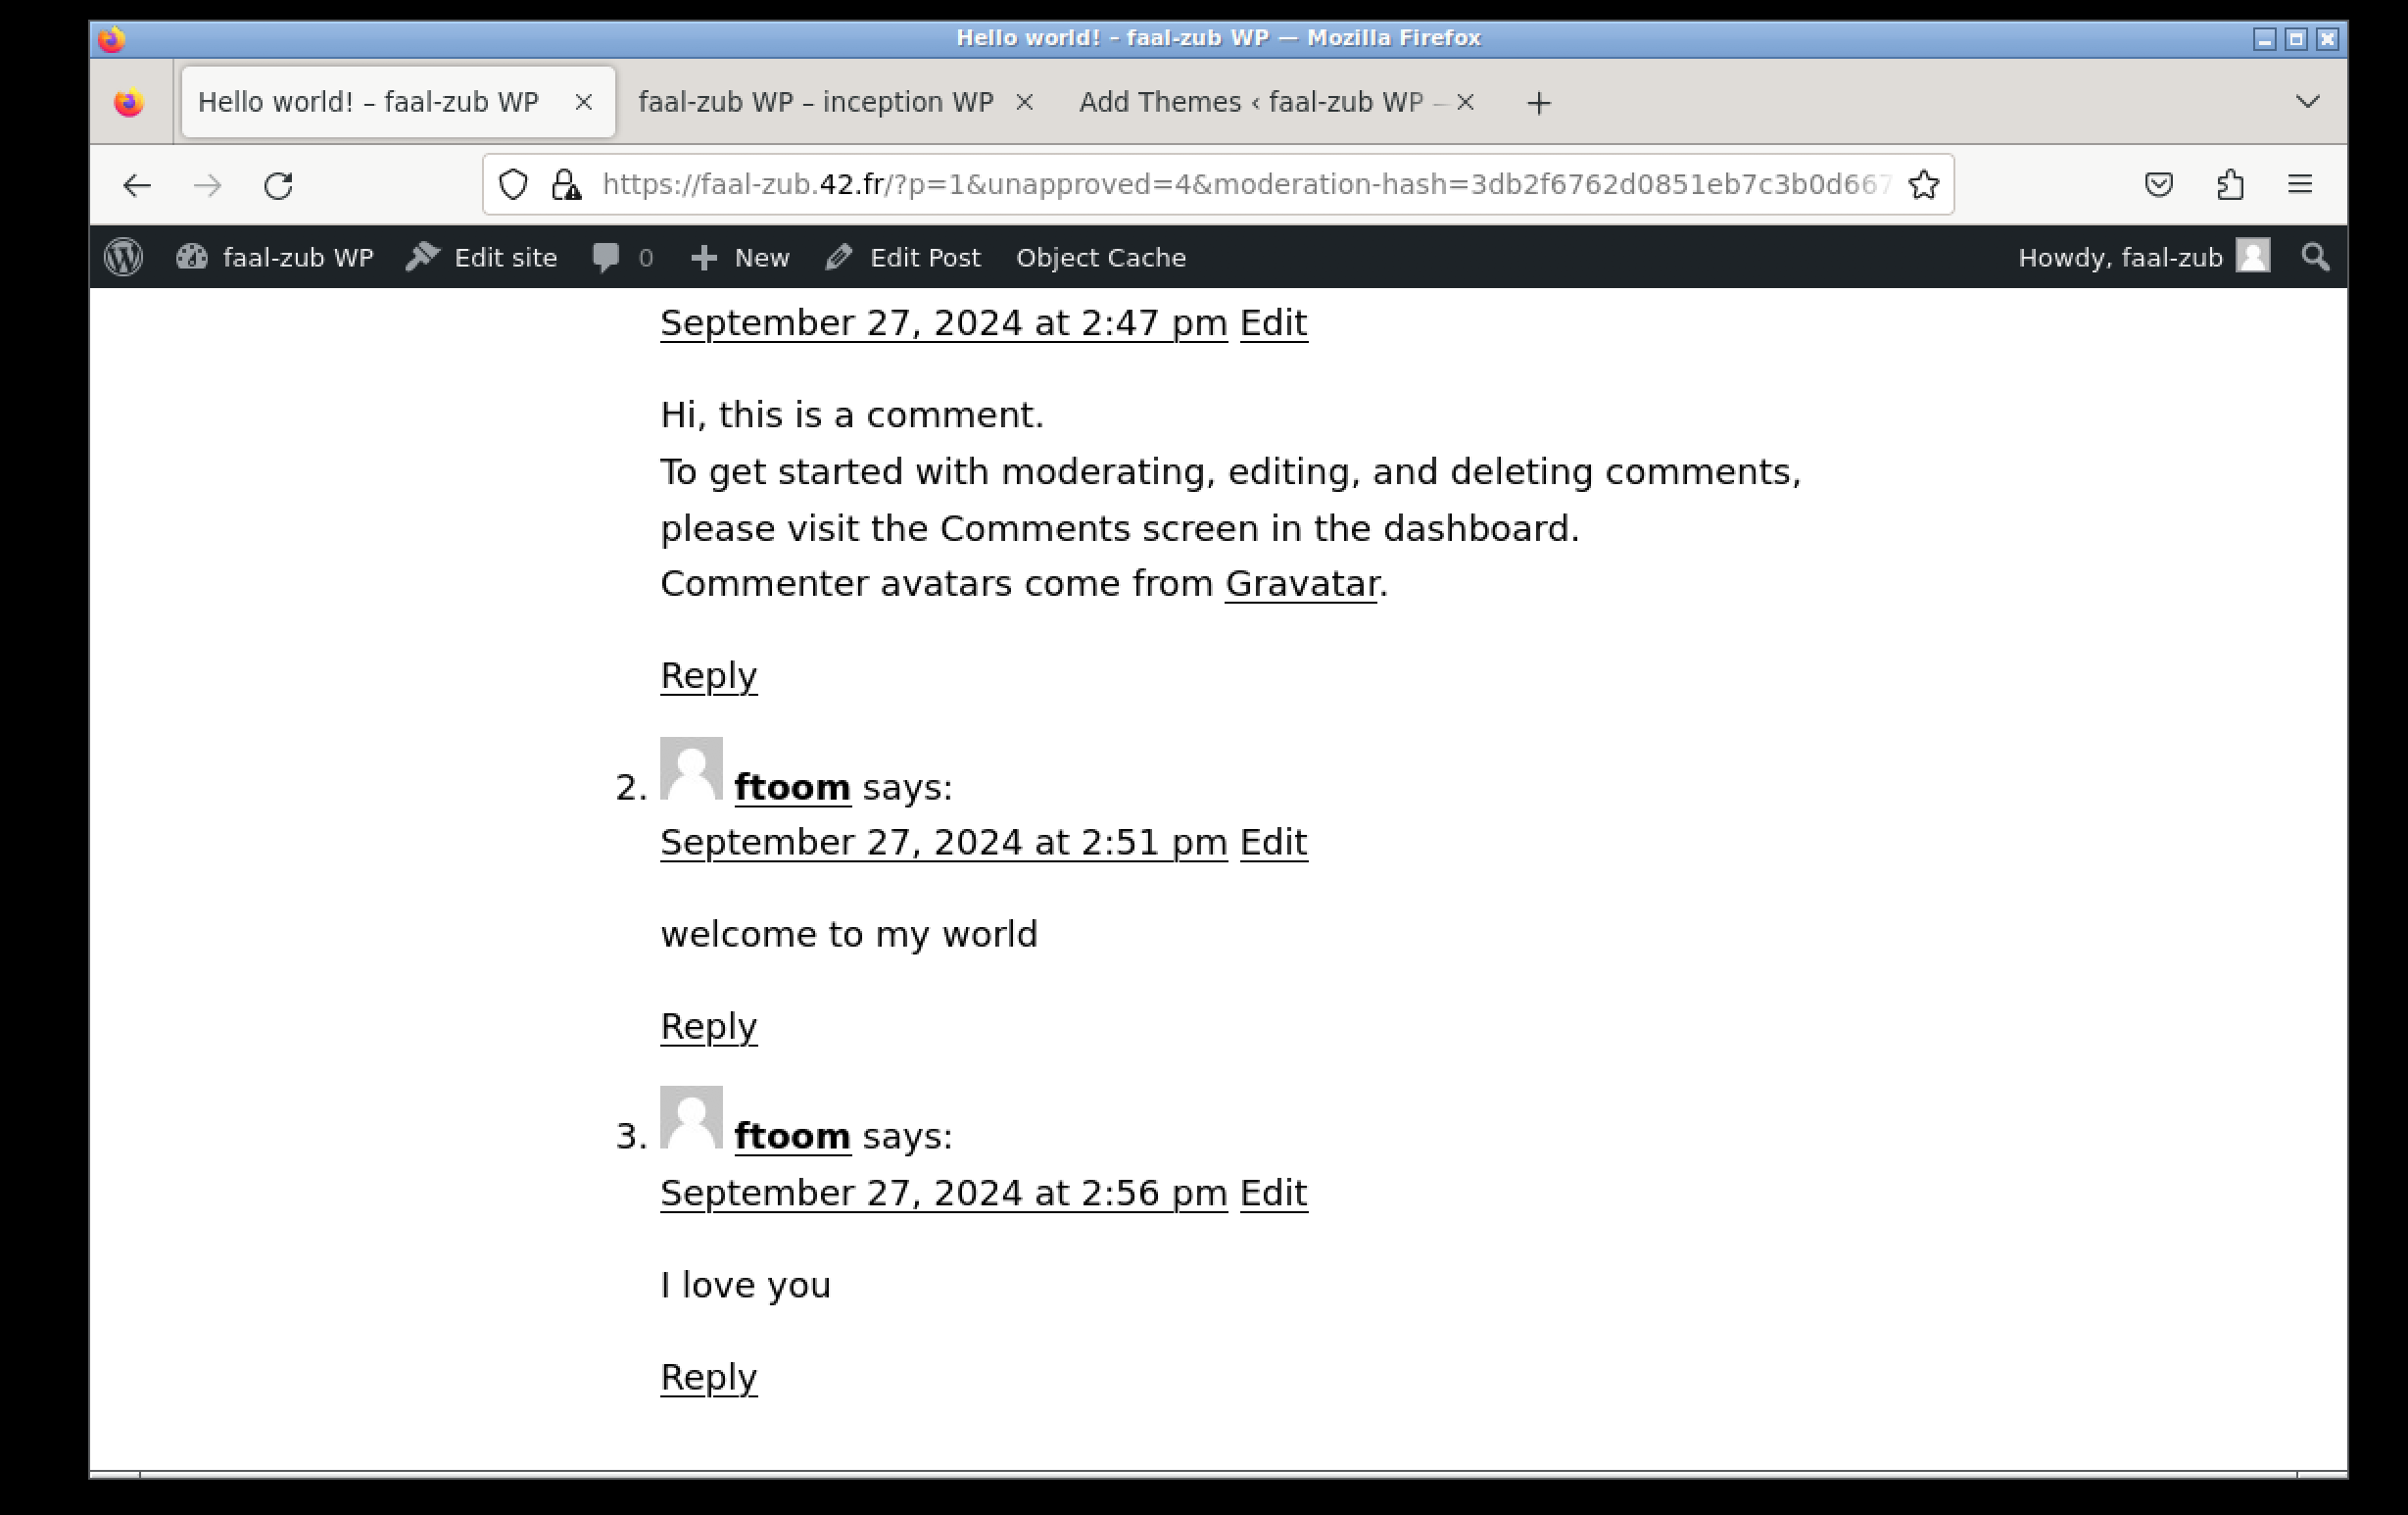 Hello world! – faal-zub WP — Mozilla Firefox
Hello world! – faal-zub WP
faal-zub WP – inception WP
Add Themes ‹ faal-zub WP –
https://faal-zub.42.fr/?p=1&unapproved=4&moderation-hash=3db2f6762d0851eb7c3b0d667
faal-zub WP Edit site 0 New Edit Post Object Cache Howdy, faal-zub
September 27, 2024 at 2:47 pm Edit
Hi, this is a comment.
To get started with moderating, editing, and deleting comments,
please visit the Comments screen in the dashboard.
Commenter avatars come from Gravatar.
Reply
2. ftoom says:
September 27, 2024 at 2:51 pm Edit
welcome to my world
Reply
3. ftoom says:
September 27, 2024 at 2:56 pm Edit
I love you
Reply